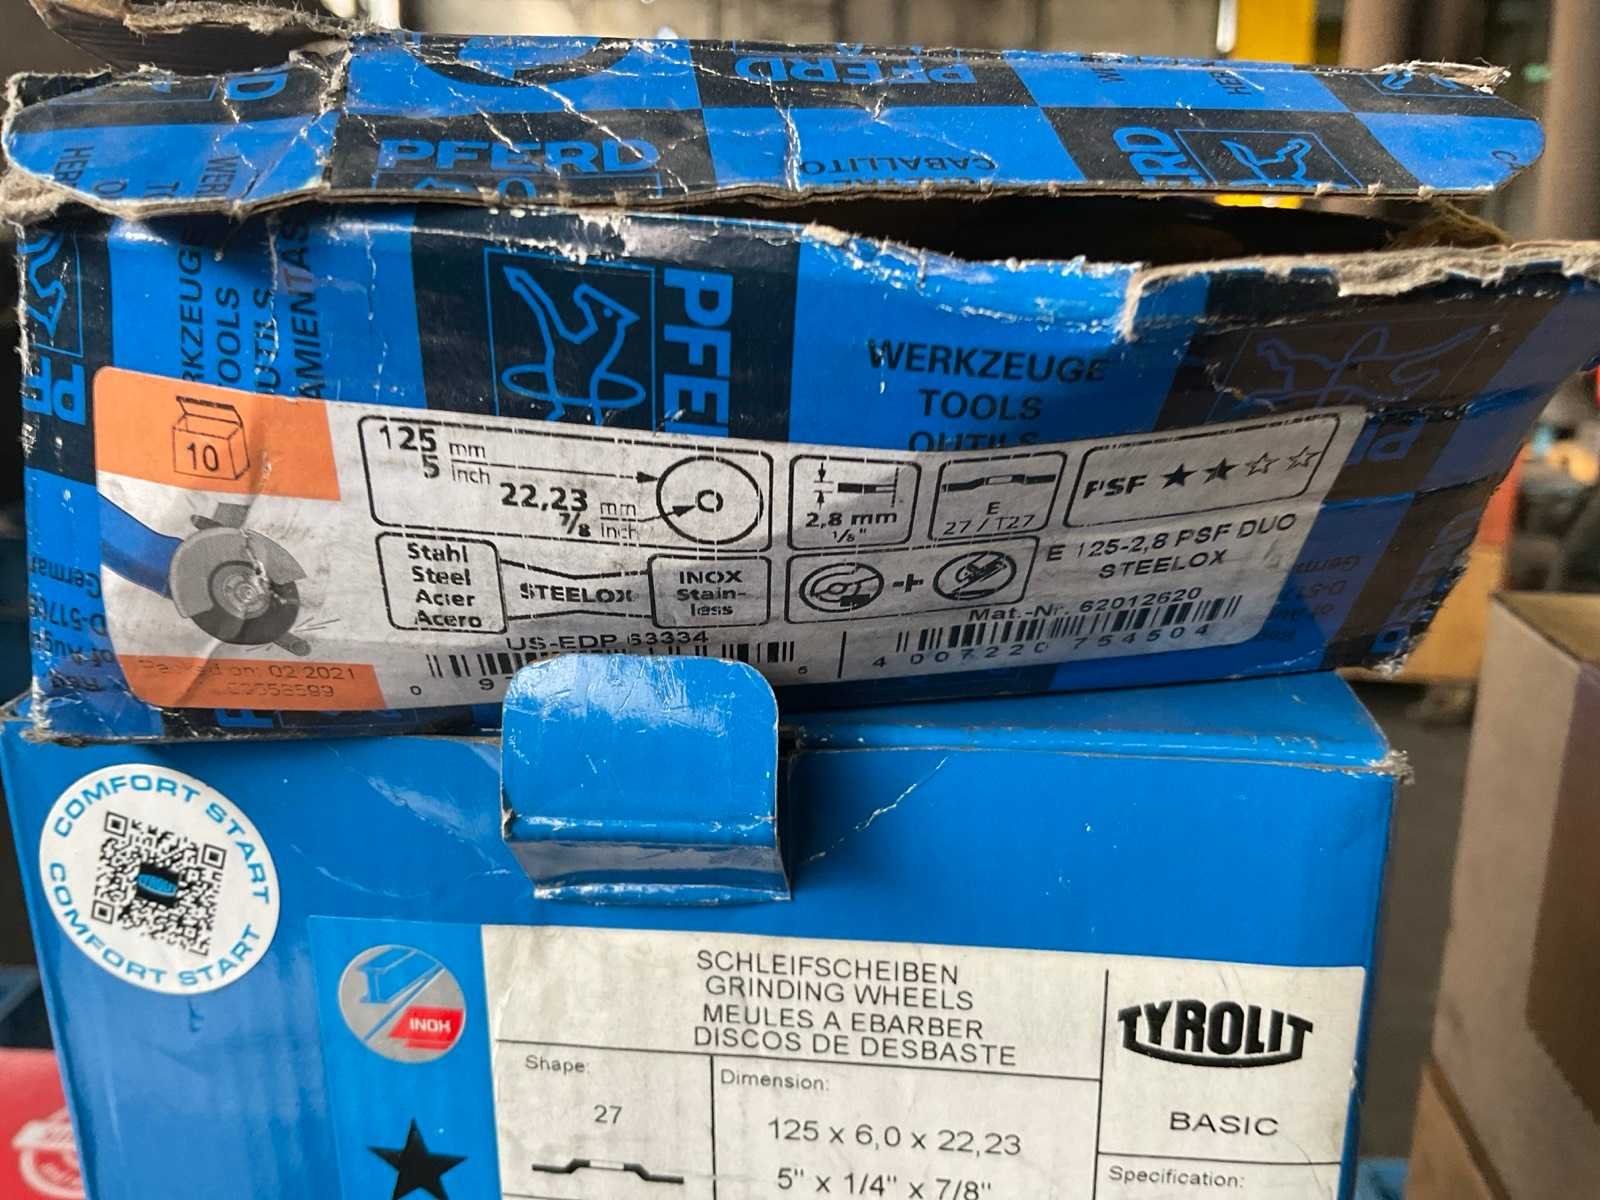 PFERD
PFERD
CABALLITO
WERKZEUGE
TOOLS
OUTILS
10
125 mm
5 inch
22,23 mm
7/8 inch
2,8 mm
1/8"
E
27 / T27
PSF ★★☆☆
Stahl
Steel
Acier
Acero
STEELOX
INOX
Stain-
less
+
E 125-2,8 PSF DUO
STEELOX
US-EDP 63334
Mat.-Nr. 62012620
4 007220 754504
Packed on: 02 2021
COMFORT START
COMFORT START
TYROLIT
INOX
SCHLEIFSCHEIBEN
GRINDING WHEELS
MEULES A EBARBER
DISCOS DE DESBASTE
TYROLIT
BASIC
Shape:
27
Dimension:
125 x 6,0 x 22,23
5" x 1/4" x 7/8"
Specification: